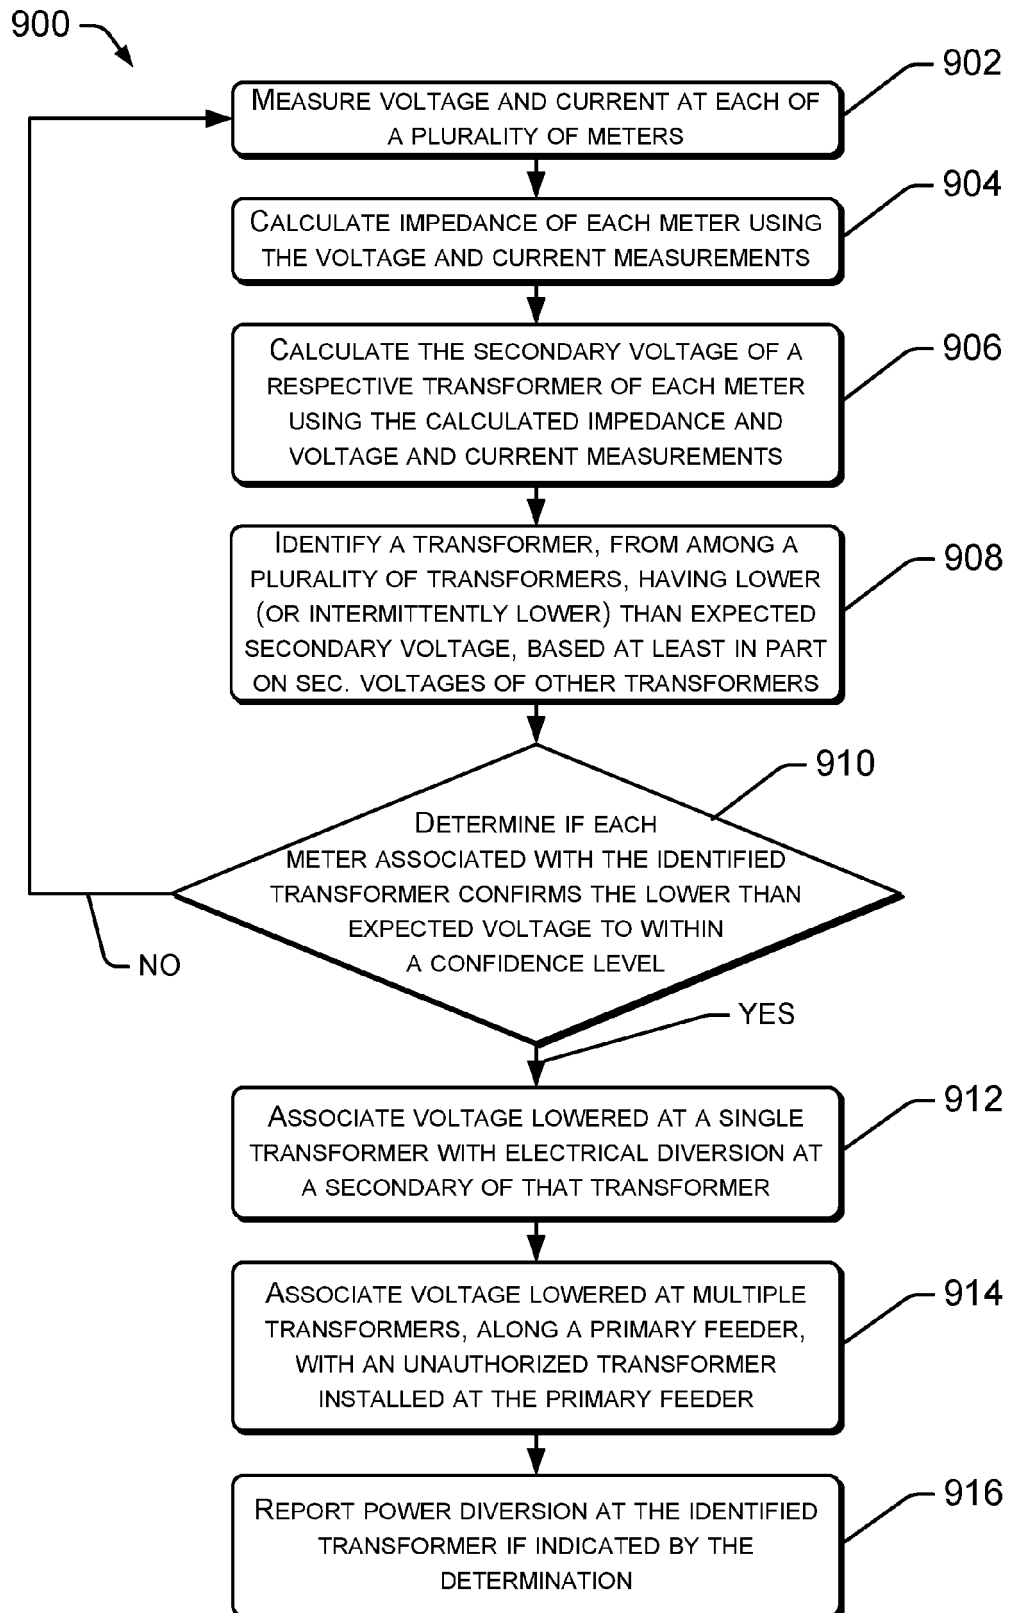 900
902
MEASURE VOLTAGE AND CURRENT AT EACH OF
A PLURALITY OF METERS
904
CALCULATE IMPEDANCE OF EACH METER USING
THE VOLTAGE AND CURRENT MEASUREMENTS
906
CALCULATE THE SECONDARY VOLTAGE OF A
RESPECTIVE TRANSFORMER OF EACH METER
USING THE CALCULATED IMPEDANCE AND
VOLTAGE AND CURRENT MEASUREMENTS
908
IDENTIFY A TRANSFORMER, FROM AMONG A
PLURALITY OF TRANSFORMERS, HAVING LOWER
(OR INTERMITTENTLY LOWER) THAN EXPECTED
SECONDARY VOLTAGE, BASED AT LEAST IN PART
ON SEC. VOLTAGES OF OTHER TRANSFORMERS
910
DETERMINE IF EACH
METER ASSOCIATED WITH THE IDENTIFIED
TRANSFORMER CONFIRMS THE LOWER THAN
EXPECTED VOLTAGE TO WITHIN
A CONFIDENCE LEVEL
NO
YES
912
ASSOCIATE VOLTAGE LOWERED AT A SINGLE
TRANSFORMER WITH ELECTRICAL DIVERSION AT
A SECONDARY OF THAT TRANSFORMER
914
ASSOCIATE VOLTAGE LOWERED AT MULTIPLE
TRANSFORMERS, ALONG A PRIMARY FEEDER,
WITH AN UNAUTHORIZED TRANSFORMER
INSTALLED AT THE PRIMARY FEEDER
916
REPORT POWER DIVERSION AT THE IDENTIFIED
TRANSFORMER IF INDICATED BY THE
DETERMINATION